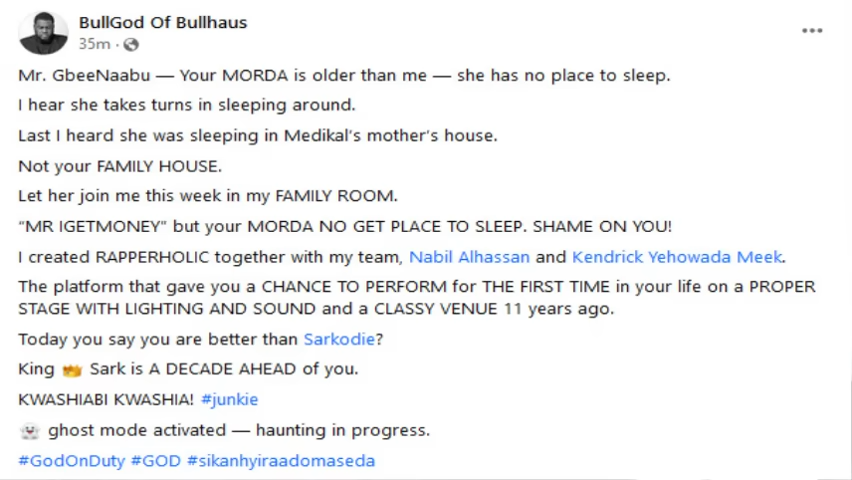 BullGod Of Bullhaus
35m ·
Mr. GbeeNaabu — Your MORDA is older than me — she has no place to sleep.
I hear she takes turns in sleeping around.
Last I heard she was sleeping in Medikal's mother's house.
Not your FAMILY HOUSE.
Let her join me this week in my FAMILY ROOM.
"MR IGETMONEY" but your MORDA NO GET PLACE TO SLEEP. SHAME ON YOU!
I created RAPPERHOLIC together with my team, Nabil Alhassan and Kendrick Yehowada Meek.
The platform that gave you a CHANCE TO PERFORM for THE FIRST TIME in your life on a PROPER
STAGE WITH LIGHTING AND SOUND and a CLASSY VENUE 11 years ago.
Today you say you are better than Sarkodie?
King 👑 Sark is A DECADE AHEAD of you.
KWASHIABI KWASHIA! #junkie
👻 ghost mode activated — haunting in progress.
#GodOnDuty #GOD #sikanhyiraadomaseda